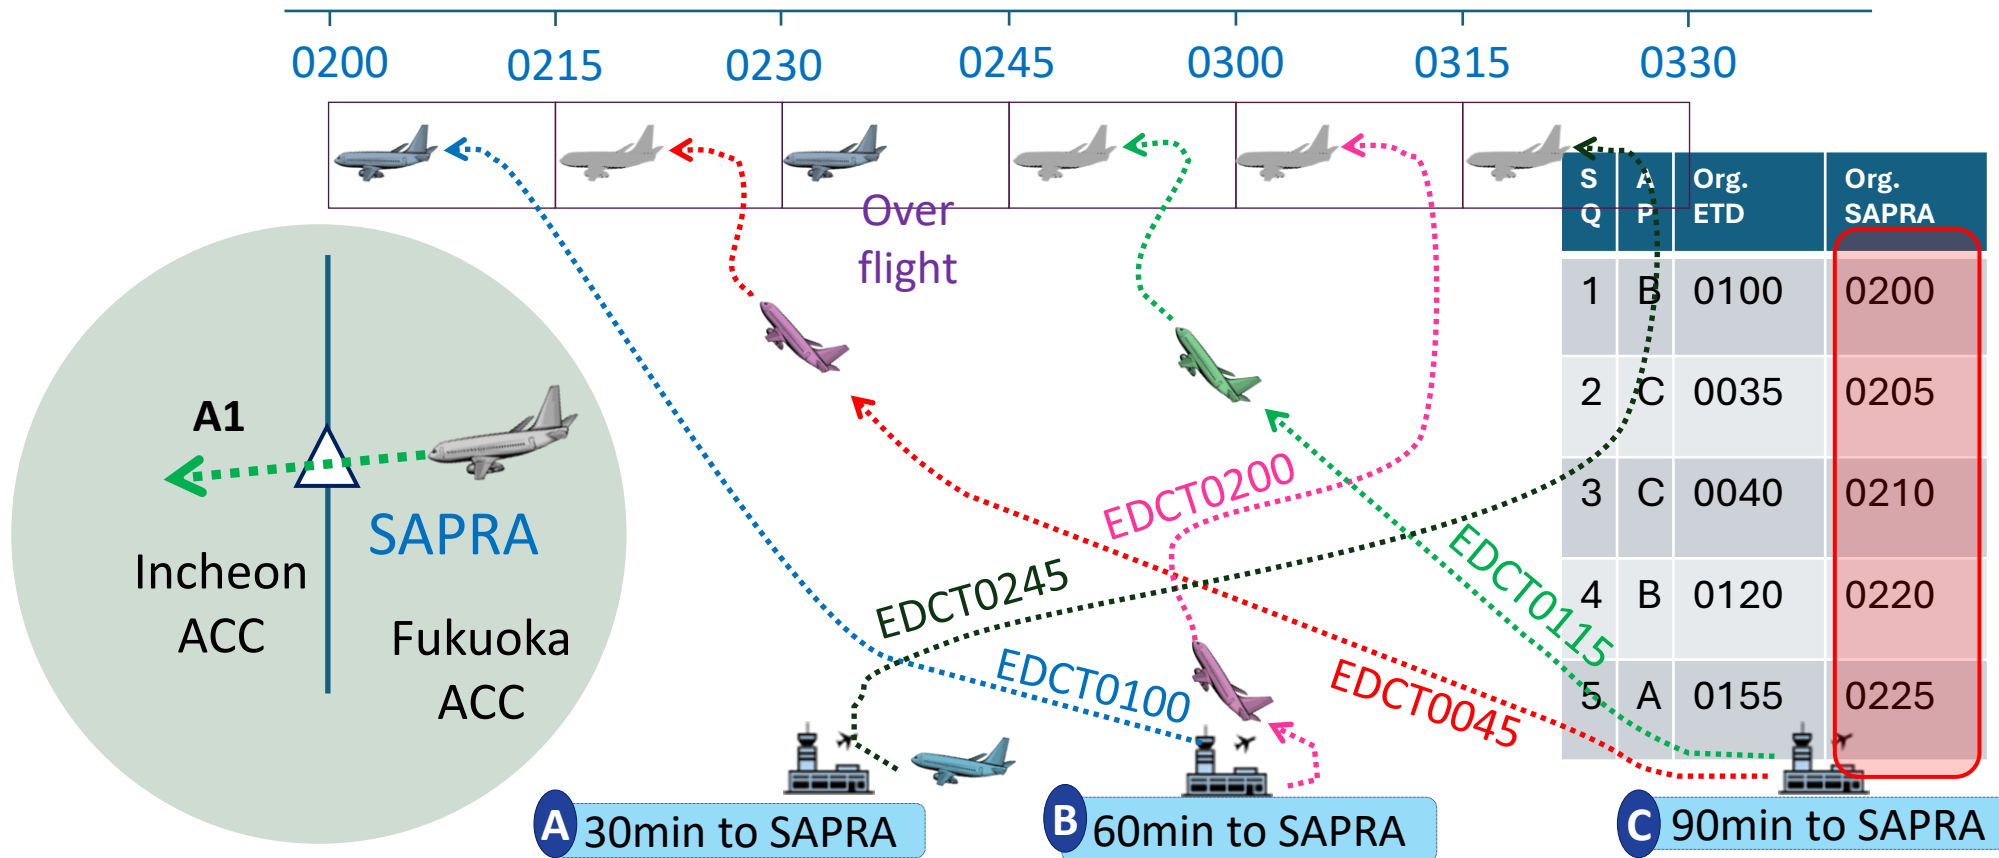 0200
0215
0230
0245
0300
0315
0330
Over
flight
S
Q
A
P
Org.
ETD
Org.
SAPRA
1 B 0100 0200
2 C 0035 0205
3 C 0040 0210
4 B 0120 0220
5 A 0155 0225
A1
SAPRA
Incheon
ACC
Fukuoka
ACC
EDCT0200
EDCT0245
EDCT0115
EDCT0100
EDCT0045
A 30min to SAPRA
B 60min to SAPRA
C 90min to SAPRA